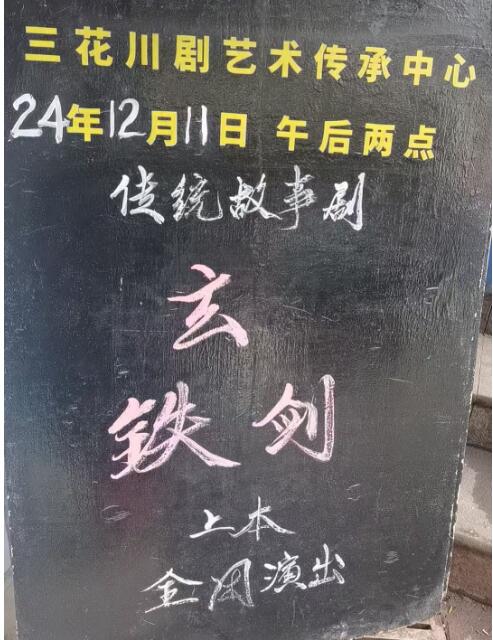 三花川剧艺术传承中心
24年12月11日 午后两点
传统故事剧
玄
鉄剑
上本
全团演出